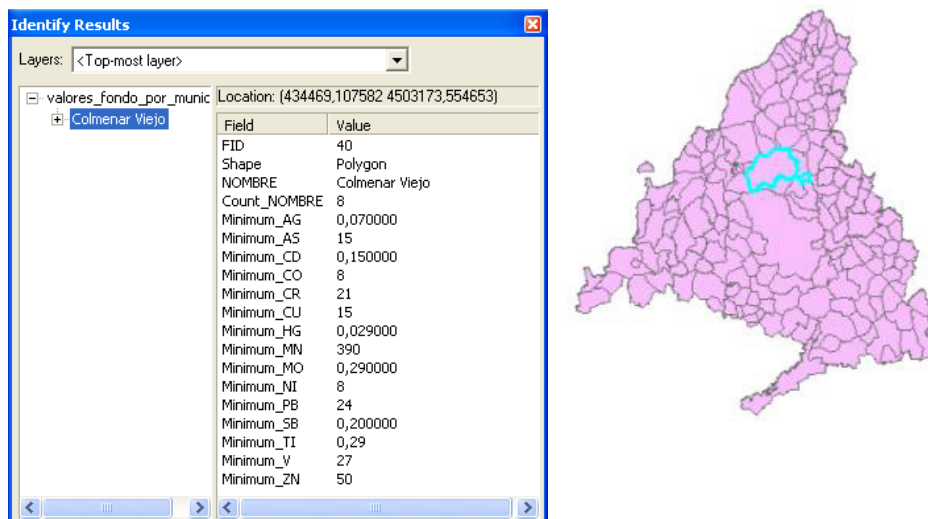 Identify Results
Layers: <Top-most layer>
valores_fondo_por_munic
Colmenar Viejo
Location: (434469,107582 4503173,554653)
Field Value
FID 40
Shape Polygon
NOMBRE Colmenar Viejo
Count_NOMBRE 8
Minimum_AG 0,070000
Minimum_AS 15
Minimum_CD 0,150000
Minimum_CO 8
Minimum_CR 21
Minimum_CU 15
Minimum_HG 0,029000
Minimum_MN 390
Minimum_MO 0,290000
Minimum_NI 8
Minimum_PB 24
Minimum_SB 0,200000
Minimum_TI 0,29
Minimum_V 27
Minimum_ZN 50